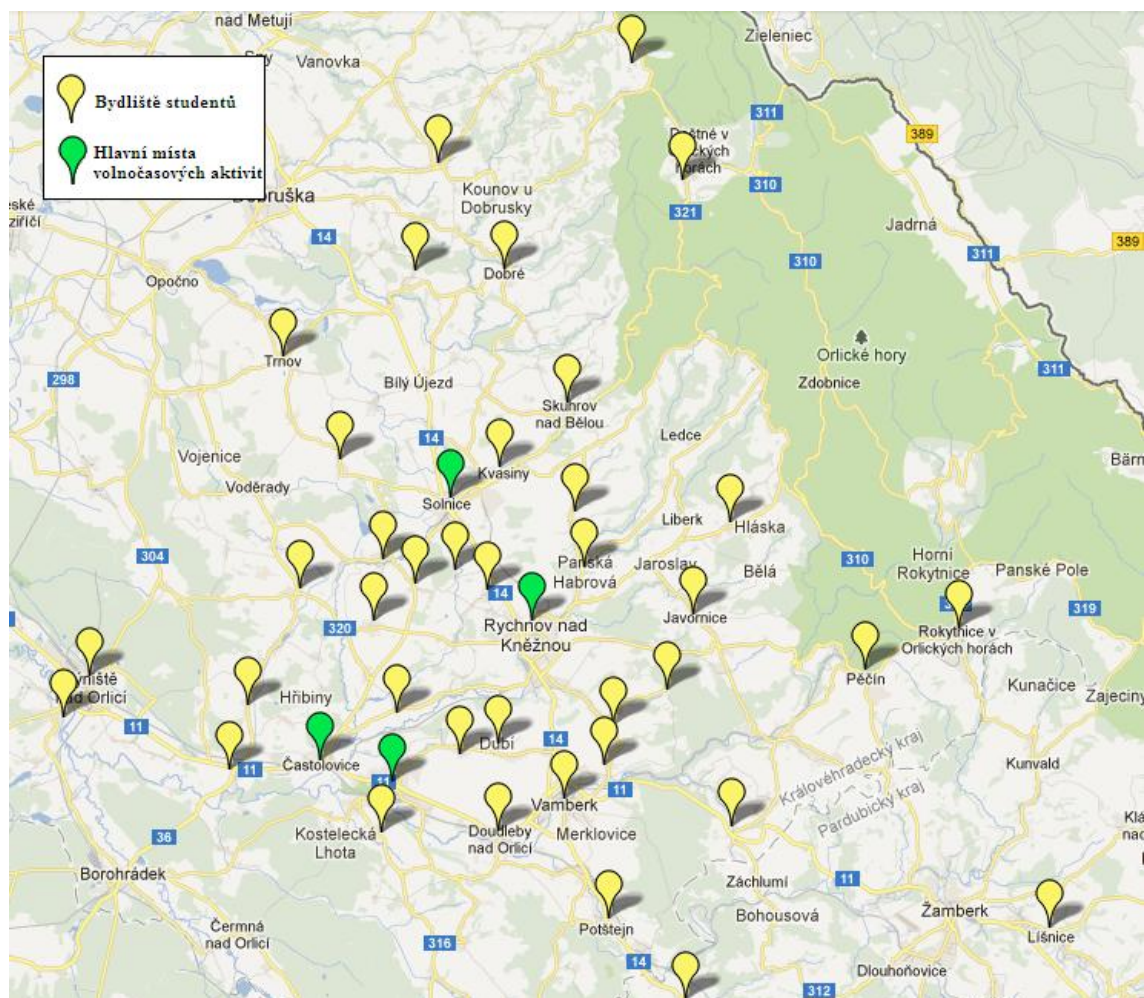 nad Metují
Zieleniec
Vanovka
Bydliště studentů
Hlavní místa
volnočasových aktivit
311
389
Kounov u
Dobrusky
310
321
Jadrná
14
310
311
389
Opočno
Dobré
Orlické hory
Trnov
298
Bílý Újezd
Zdobnice
311
Skuhrov
nad Bělou
Ledce
14
Vojenice
Kvasiny
Voděrady
Solnice
Liberk
Hláska
304
Panská
Habrová
Jaroslav
Bělá
310
Horní
Rokytnice
Panské Pole
14
319
320
Rychnov nad
Kněžnou
Javornice
Rokytnice v
Orlických horách
Pěčín
nad Orlicí
Hřibiny
Kunačice
Zajeciny
11
14
Dubí
11
Častolovice
11
Královéhradecký kraj
Pardubický kraj
Kunvald
11
Vamberk
36
Kostelecká
Lhota
Doudleby
nad Orlicí
Merklovice
Borohrádek
Záchlumí
11
Čermná
nad Orlicí
316
Potštejn
Bohousová
Žamberk
Líšnice
14
Dlouhoňovice
312